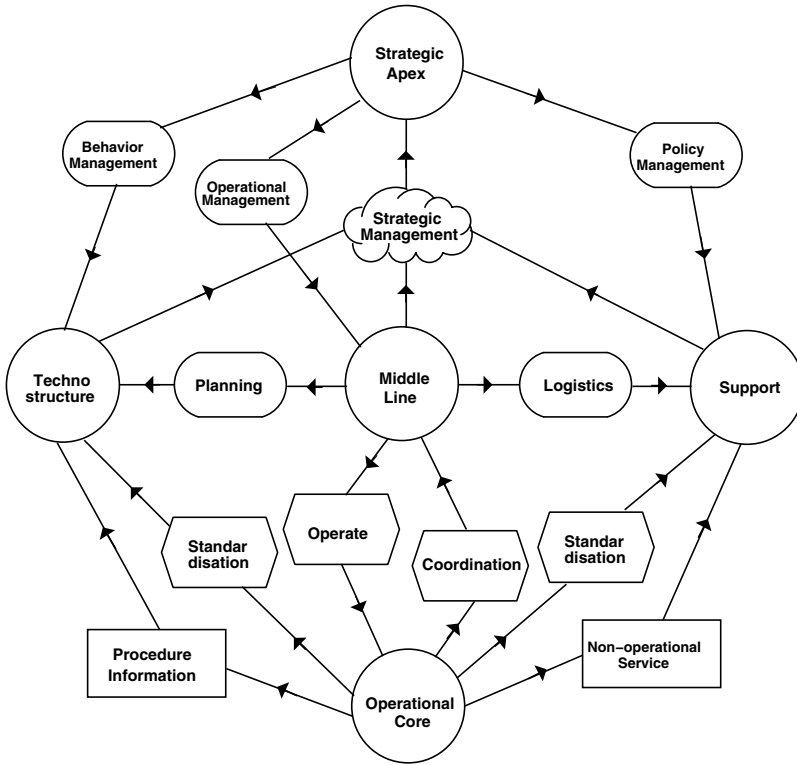 Strategic
Apex
Behavior
Management
Operational
Management
Policy
Management
Strategic
Management
Techno
structure
Planning
Middle
Line
Logistics
Support
Standar
disation
Operate
Coordination
Standar
disation
Procedure
Information
Operational
Core
Non-operational
Service